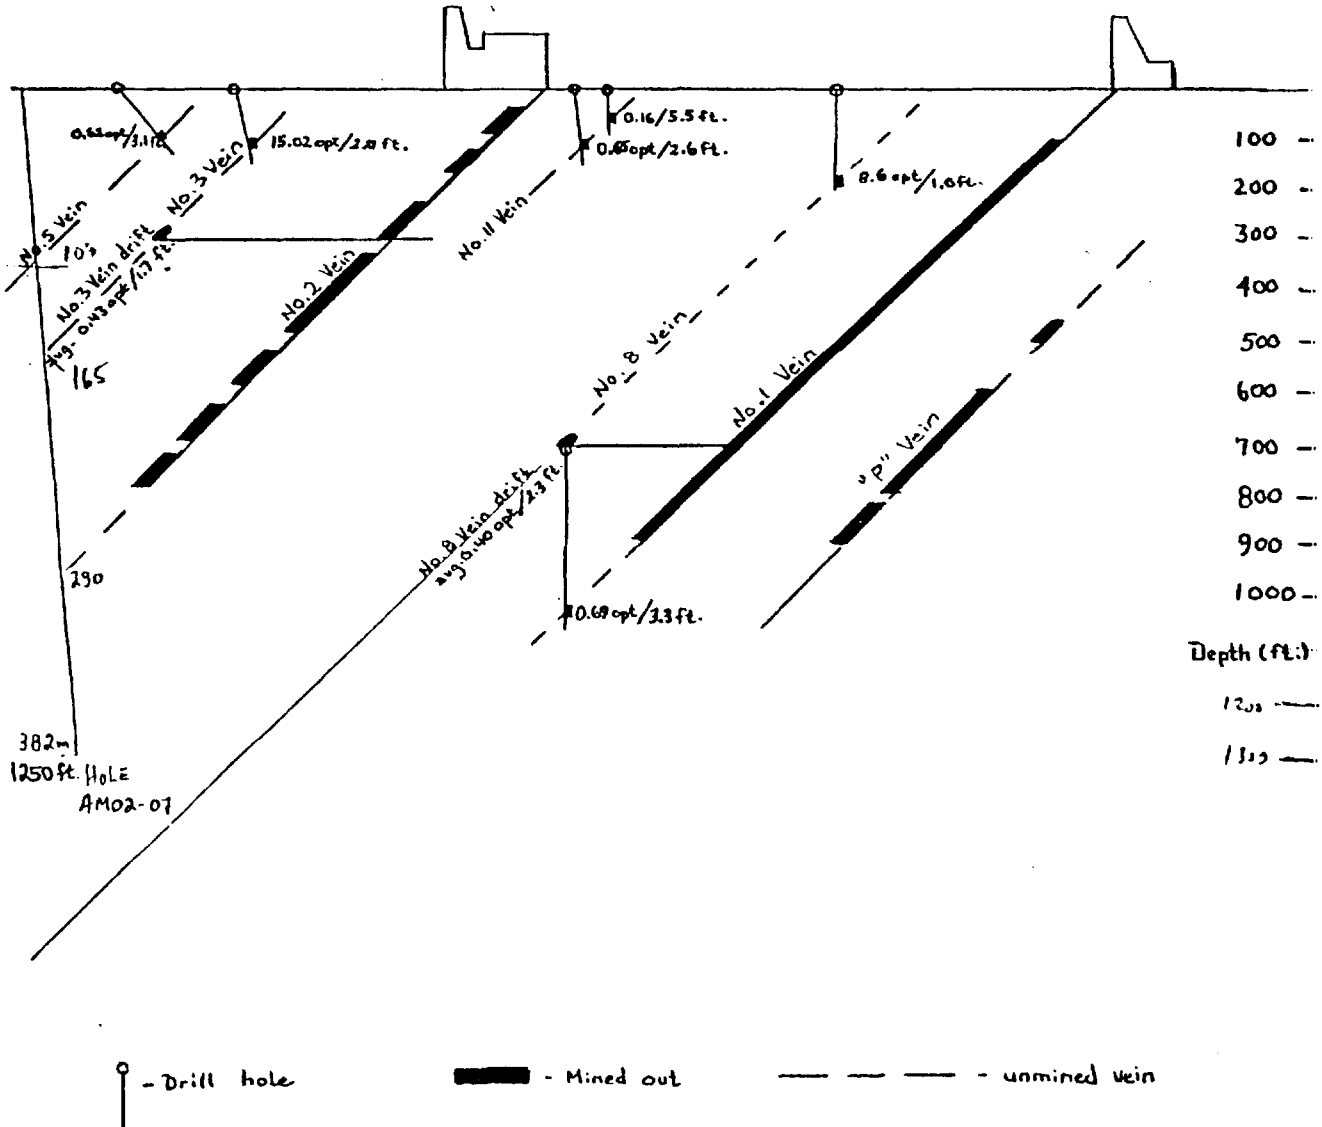 0.16/5.5 ft.
15.02 opt/2.0 ft.
/2.6 ft.
8.6 opt/1.0 ft.
No. 5 Vein
No. 3 Vein
No. 3 Vein drift
avg. 0.43 opt/1.7 ft.
No. 2 Vein
No. 11 Vein
No. 8 Vein
No. 1 Vein
"P" Vein
No. 8 Vein drift
avg. 0.40 opt/2.3 ft.
0.69 opt/3.3 ft.
165
290
382m
1250 ft. HOLE
AM02-07
100
200
300
400
500
600
700
800
900
1000
Depth (ft.)
- Drill hole
- Mined out
- unmined vein